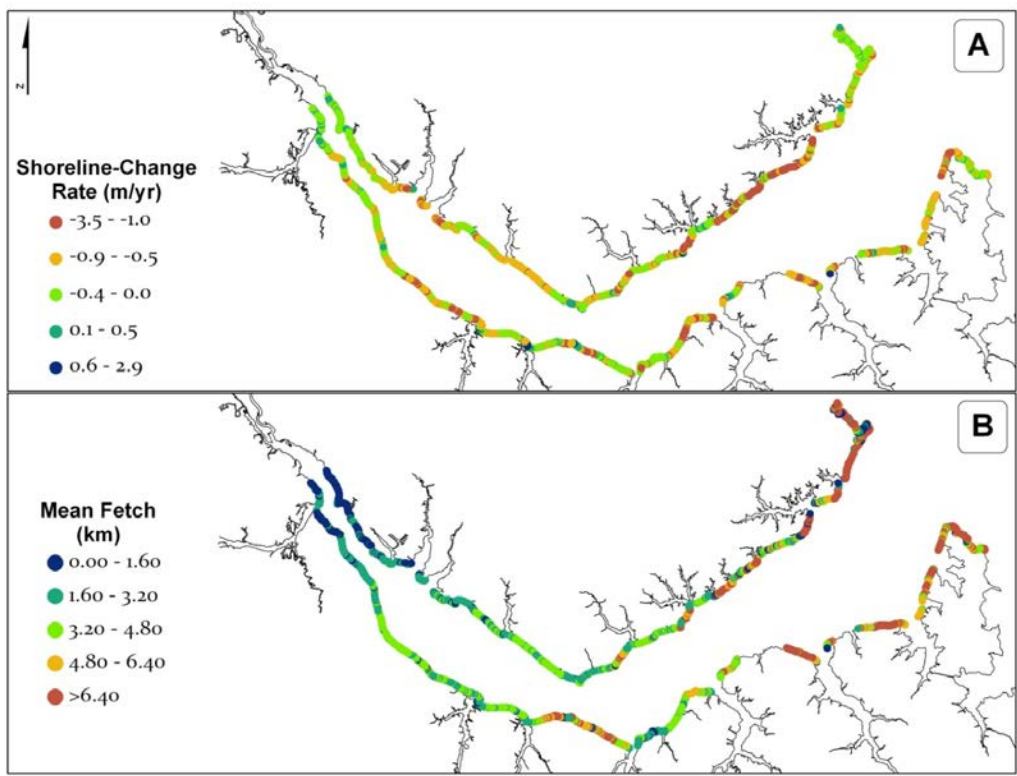 A
N
Shoreline-Change
Rate (m/yr)
-3.5 - -1.0
-0.9 - -0.5
-0.4 - 0.0
0.1 - 0.5
0.6 - 2.9
B
Mean Fetch
(km)
0.00 - 1.60
1.60 - 3.20
3.20 - 4.80
4.80 - 6.40
>6.40